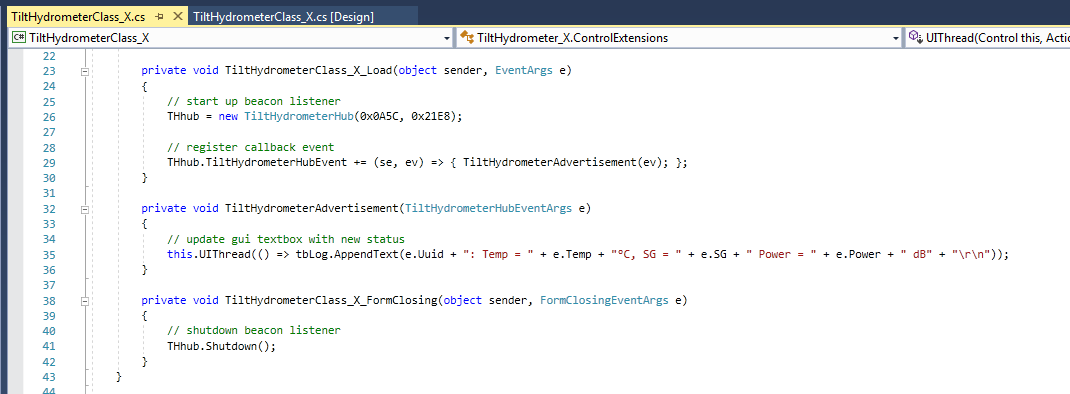 TiltHydrometerClass_X.cs TiltHydrometerClass_X.cs [Design]
C# TiltHydrometerClass_X TiltHydrometer_X.ControlExtensions UIThread(Control this, Actio
22
23 private void TiltHydrometerClass_X_Load(object sender, EventArgs e)
24 {
25 // start up beacon listener
26 THhub = new TiltHydrometerHub(0x0A5C, 0x21E8);
27
28 // register callback event
29 THhub.TiltHydrometerHubEvent += (se, ev) => { TiltHydrometerAdvertisement(ev); };
30 }
31
32 private void TiltHydrometerAdvertisement(TiltHydrometerHubEventArgs e)
33 {
34 // update gui textbox with new status
35 this.UIThread(() => tbLog.AppendText(e.Uuid + ": Temp = " + e.Temp + "°C, SG = " + e.SG + " Power = " + e.Power + " dB" + "\r\n"));
36 }
37
38 private void TiltHydrometerClass_X_FormClosing(object sender, FormClosingEventArgs e)
39 {
40 // shutdown beacon listener
41 THhub.Shutdown();
42 }
43 }
44